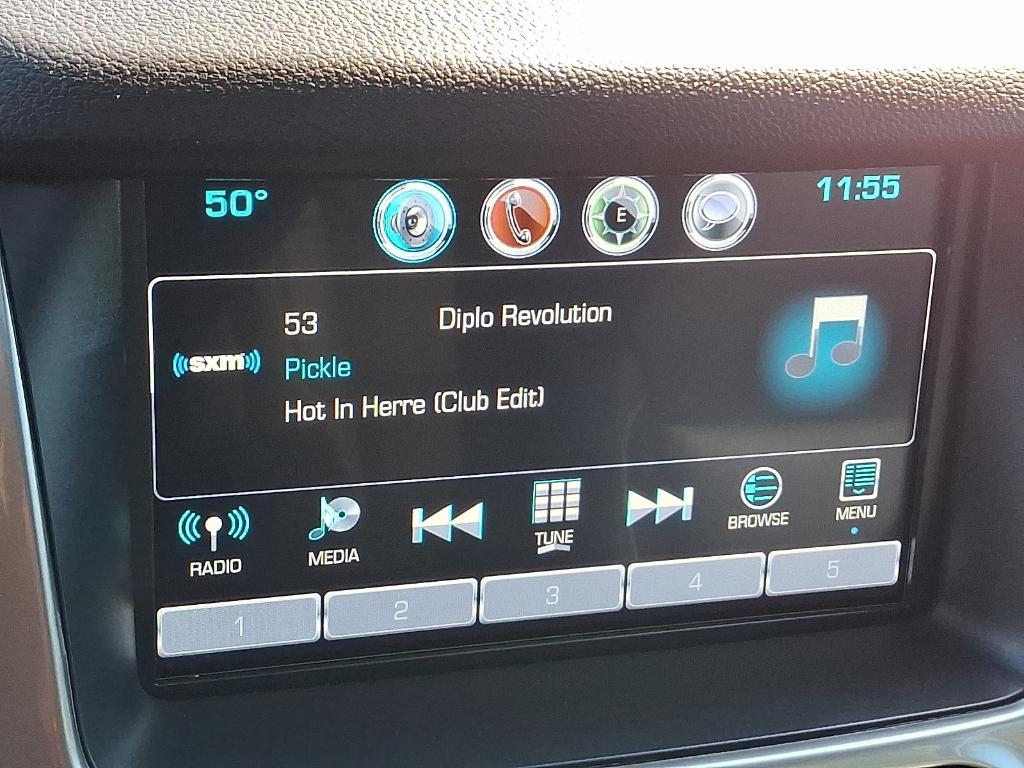 50°
E
11:55
53
Diplo Revolution
((sxm))
Pickle
Hot In Herre (Club Edit)
RADIO
MEDIA
TUNE
BROWSE
MENU
1
2
3
4
5